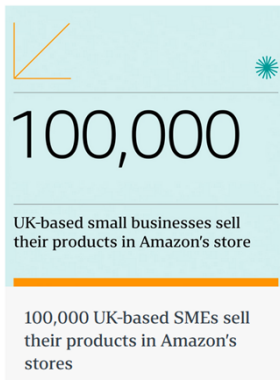 100,000
UK-based small businesses sell
their products in Amazon's store
100,000 UK-based SMEs sell
their products in Amazon's
stores